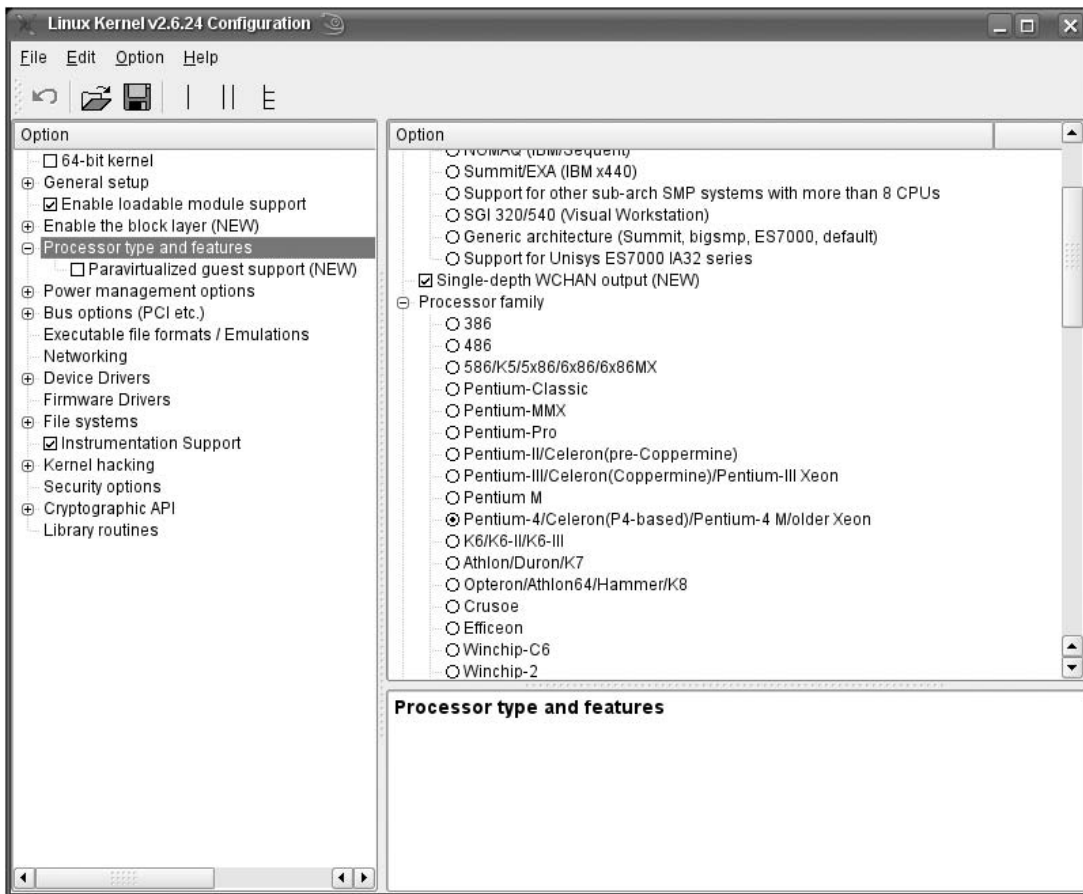 Linux Kernel v2.6.24 Configuration
File Edit Option Help
Option
64-bit kernel
General setup
Enable loadable module support
Enable the block layer (NEW)
Processor type and features
Paravirtualized guest support (NEW)
Power management options
Bus options (PCI etc.)
Executable file formats / Emulations
Networking
Device Drivers
Firmware Drivers
File systems
Instrumentation Support
Kernel hacking
Security options
Cryptographic API
Library routines
Option
NUMAQ (IBM/Sequent)
Summit/EXA (IBM x440)
Support for other sub-arch SMP systems with more than 8 CPUs
SGI 320/540 (Visual Workstation)
Generic architecture (Summit, bigsmp, ES7000, default)
Support for Unisys ES7000 IA32 series
Single-depth WCHAN output (NEW)
Processor family
386
486
586/K5/5x86/6x86/6x86MX
Pentium-Classic
Pentium-MMX
Pentium-Pro
Pentium-II/Celeron(pre-Coppermine)
Pentium-III/Celeron(Coppermine)/Pentium-III Xeon
Pentium M
Pentium-4/Celeron(P4-based)/Pentium-4 M/older Xeon
K6/K6-II/K6-III
Athlon/Duron/K7
Opteron/Athlon64/Hammer/K8
Crusoe
Efficeon
Winchip-C6
Winchip-2
Processor type and features